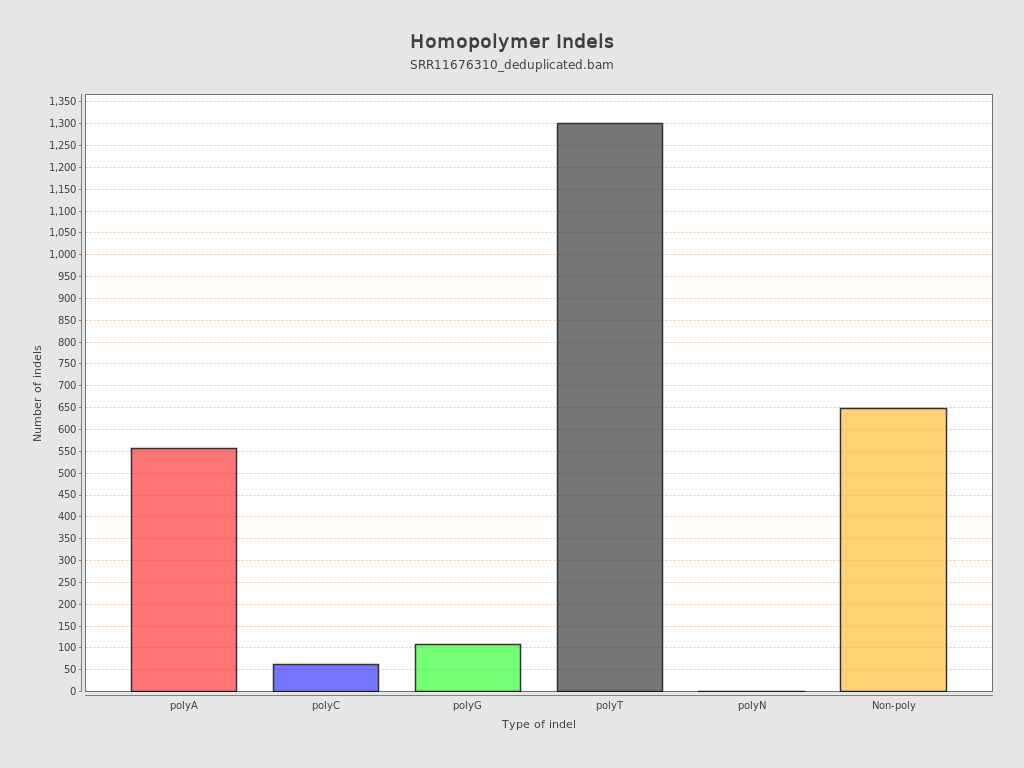 Homopolymer Indels
SRR11676310_deduplicated.bam
1,350
1,300
1,250
1,200
1,150
1,100
1,050
1,000
950
900
850
800
750
700
650
600
550
500
450
400
350
300
250
200
150
100
50
0
Number of indels
polyA
polyC
polyG
polyT
polyN
Non-poly
Type of indel